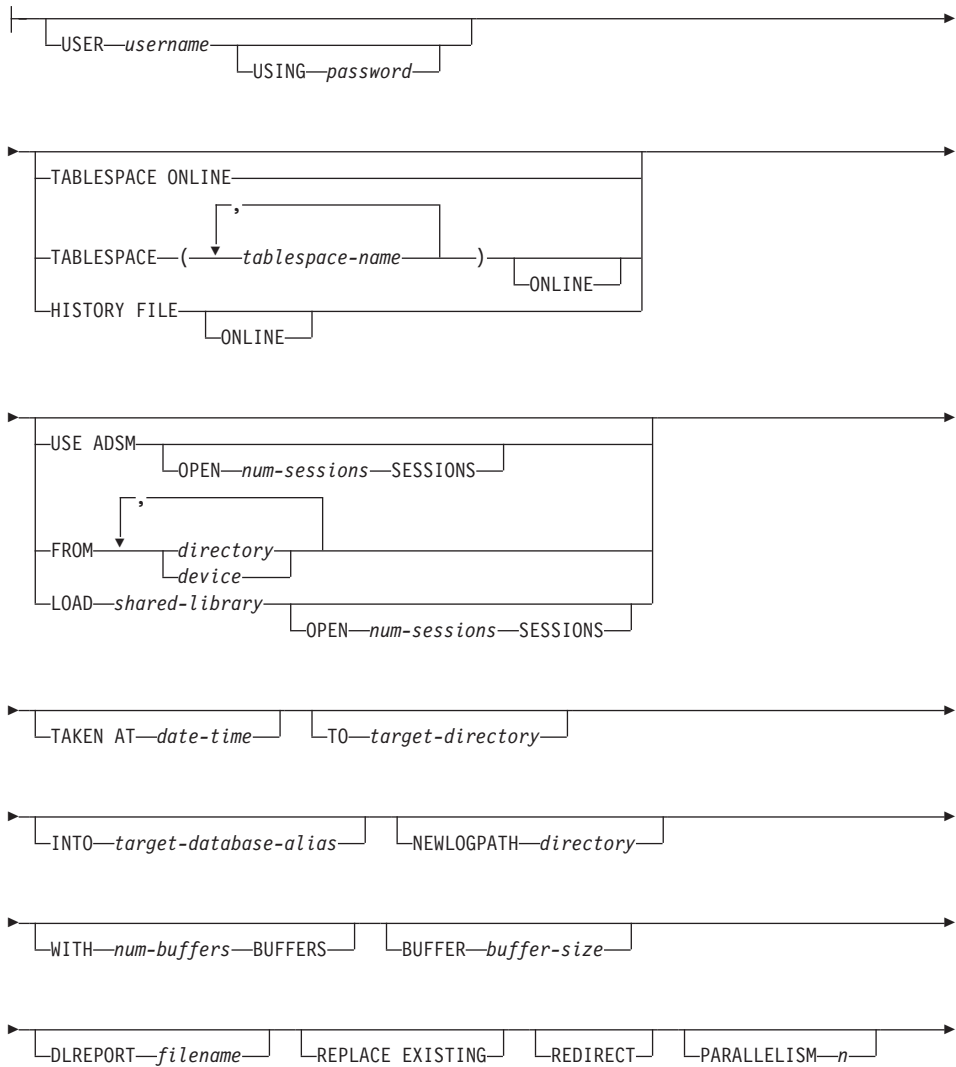 USER username
USING password
TABLESPACE ONLINE
,
TABLESPACE ( tablespace-name )
ONLINE
HISTORY FILE
ONLINE
USE ADSM
OPEN num-sessions SESSIONS
,
FROM directory
device
LOAD shared-library
OPEN num-sessions SESSIONS
TAKEN AT date-time TO target-directory
INTO target-database-alias NEWLOGPATH directory
WITH num-buffers BUFFERS BUFFER buffer-size
DLREPORT filename REPLACE EXISTING REDIRECT PARALLELISM n